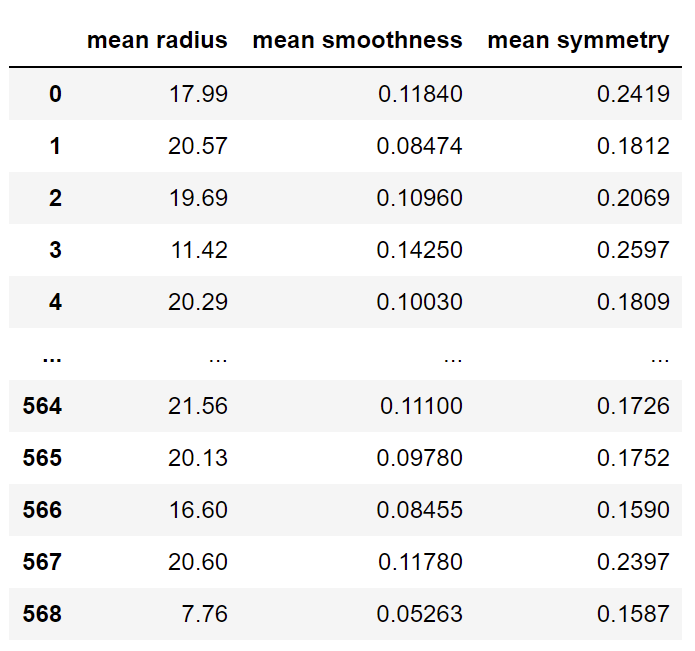 mean radius mean smoothness mean symmetry
0 17.99 0.11840 0.2419
1 20.57 0.08474 0.1812
2 19.69 0.10960 0.2069
3 11.42 0.14250 0.2597
4 20.29 0.10030 0.1809
... ... ... ...
564 21.56 0.11100 0.1726
565 20.13 0.09780 0.1752
566 16.60 0.08455 0.1590
567 20.60 0.11780 0.2397
568 7.76 0.05263 0.1587